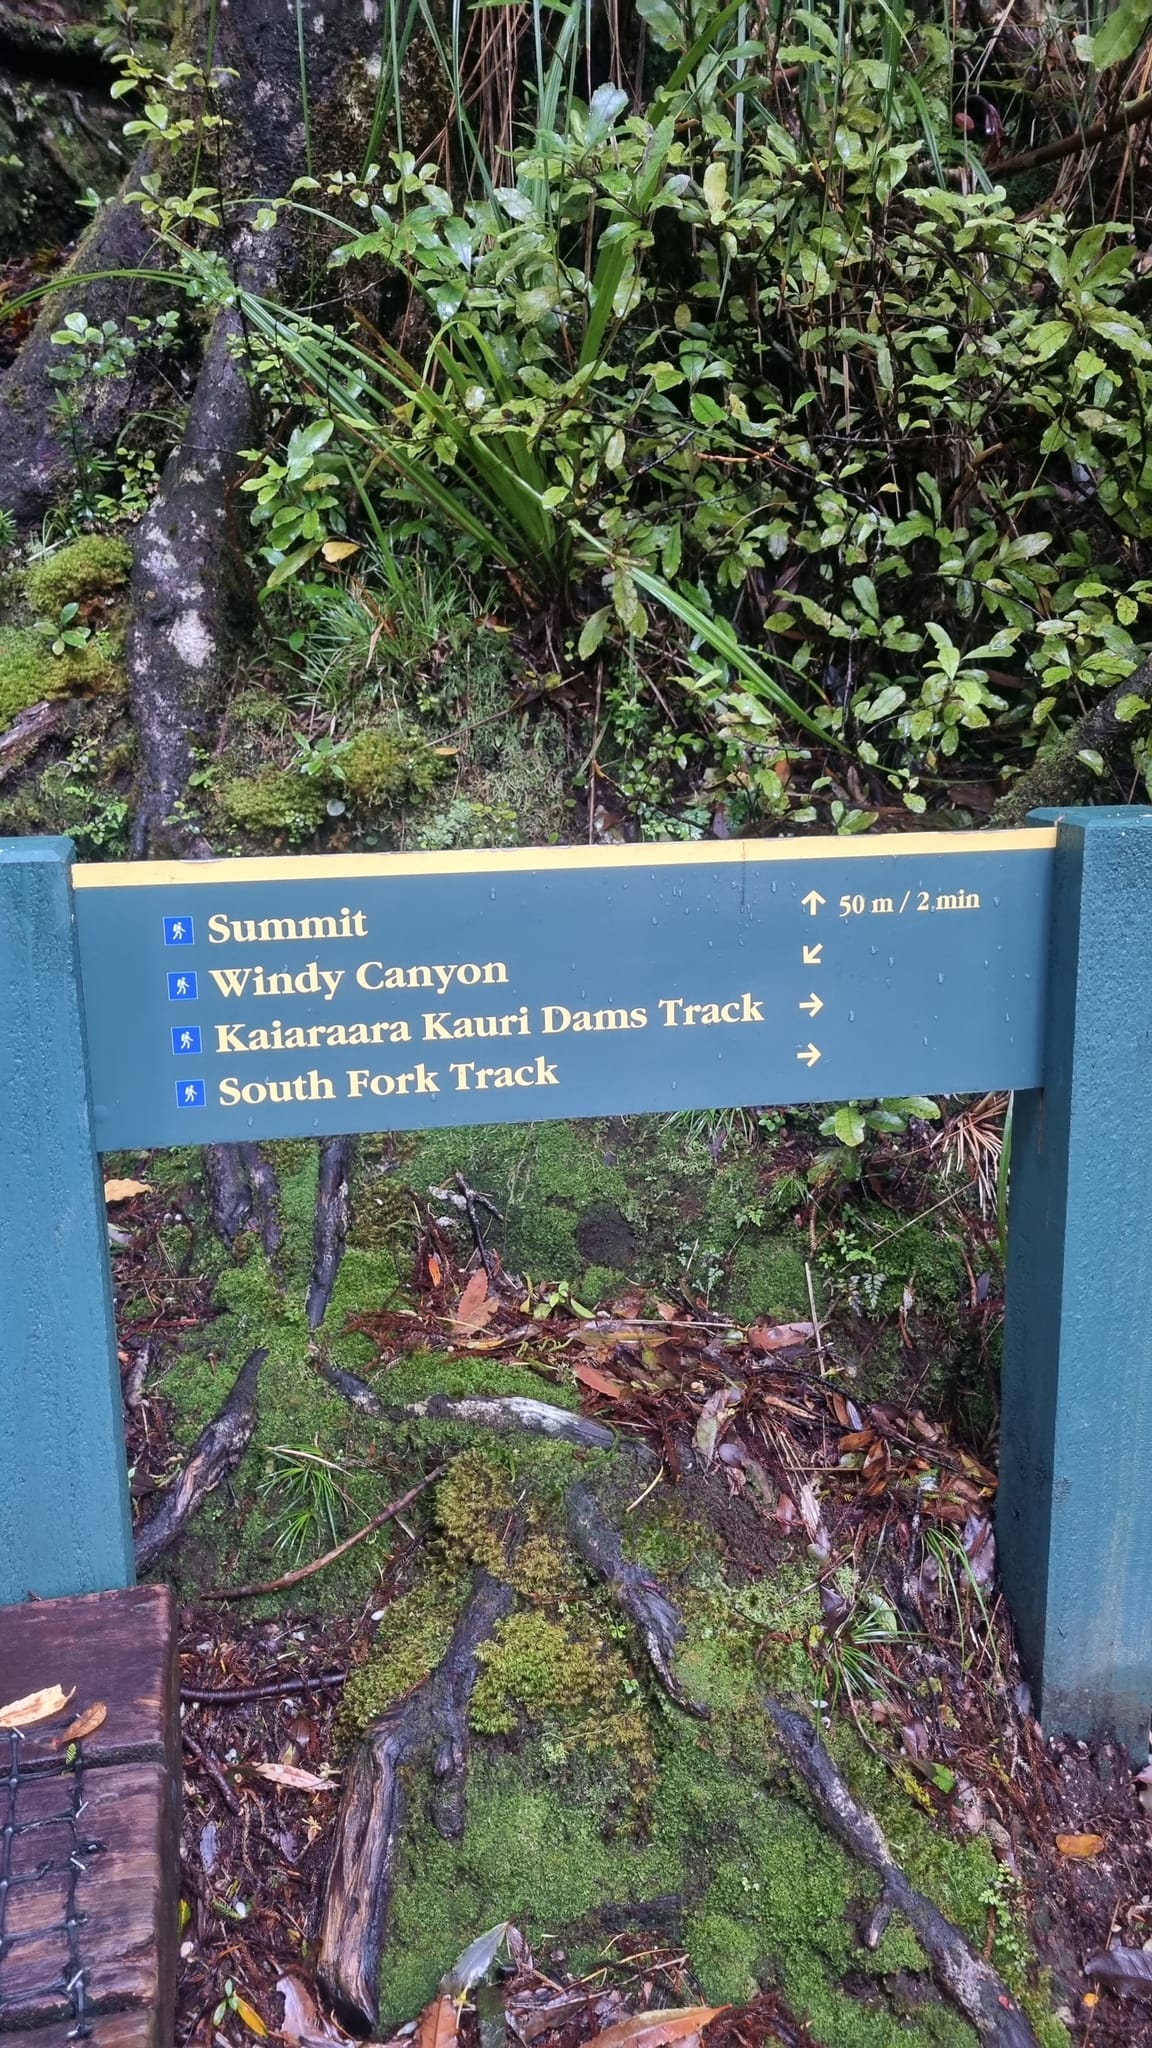 Summit ↑ 50 m / 2 min
Windy Canyon ↙
Kaiaraara Kauri Dams Track →
South Fork Track →